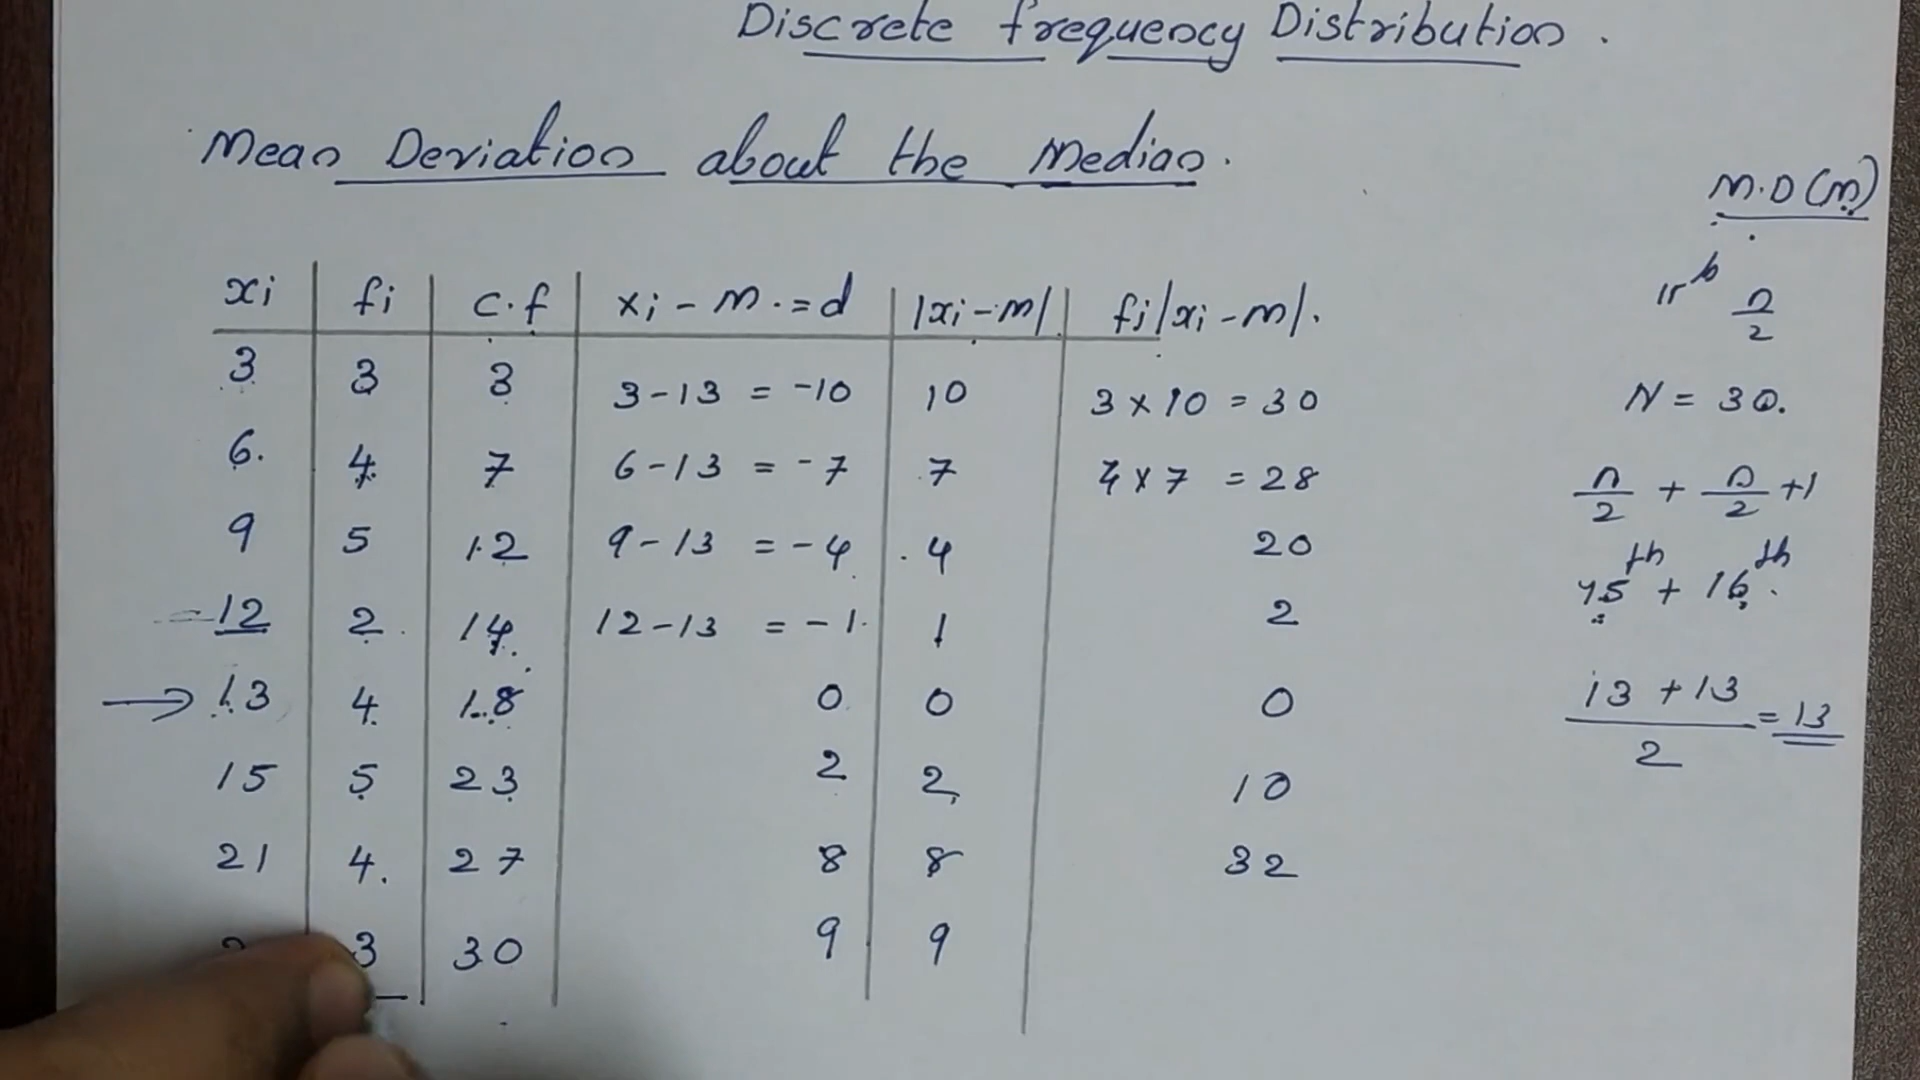 Discrete frequency Distribution.
Mean Deviation about the Median.
M.D(M)
xi fi c.f xi - M. = d |xi - M| fi|xi - M|.
n/2
3 3 3 3 - 13 = -10 10 3 × 10 = 30
N = 30.
6. 4 7 6 - 13 = -7 7 4 × 7 = 28
n/2 + n/2 + 1
9 5 12 9 - 13 = -4 4 20
15th + 16th.
12 2 14 12 - 13 = -1 1 2
13 4 18 0 0 0
13 + 13 / 2 = 13
15 5 23 2 2 10
21 4 27 8 8 32
3 30 9 9